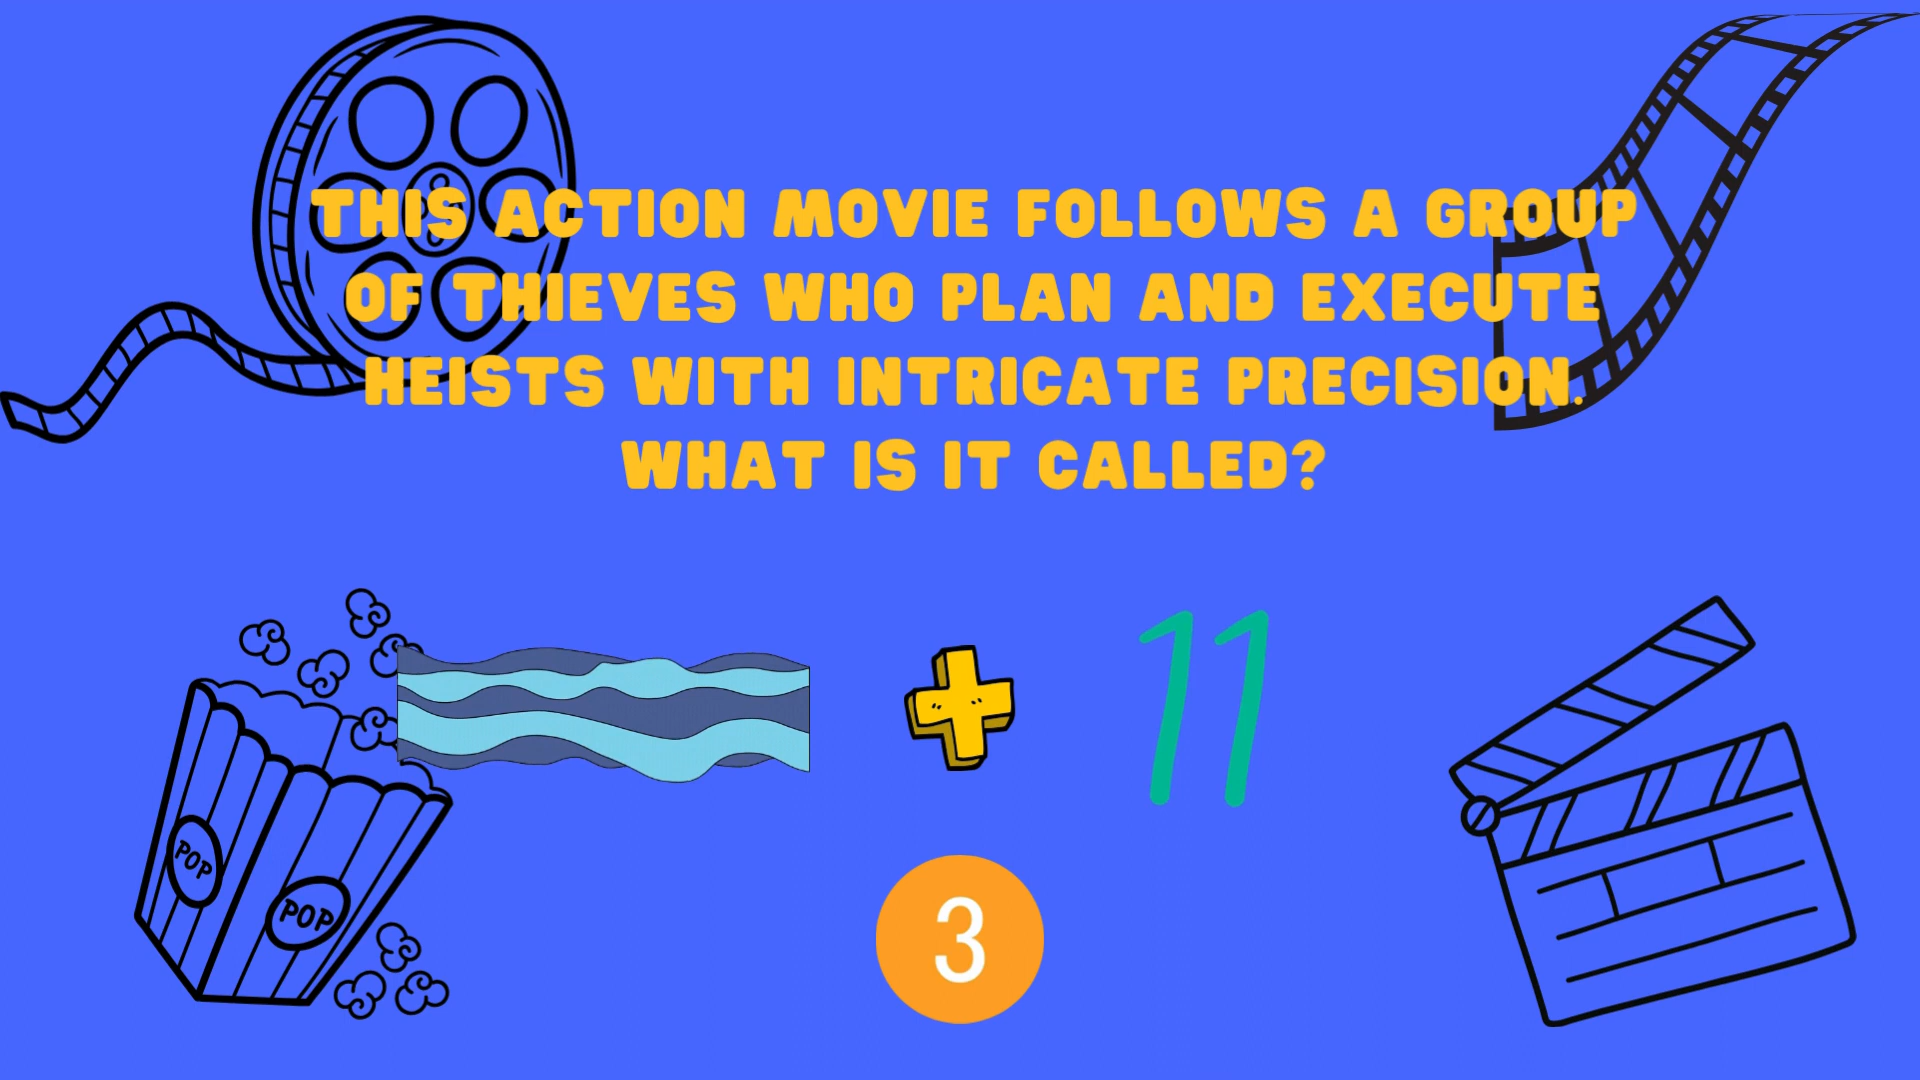 THIS ACTION MOVIE FOLLOWS A GROUP
OF THIEVES WHO PLAN AND EXECUTE
HEISTS WITH INTRICATE PRECISION.
WHAT IS IT CALLED?
11
POP
POP
3